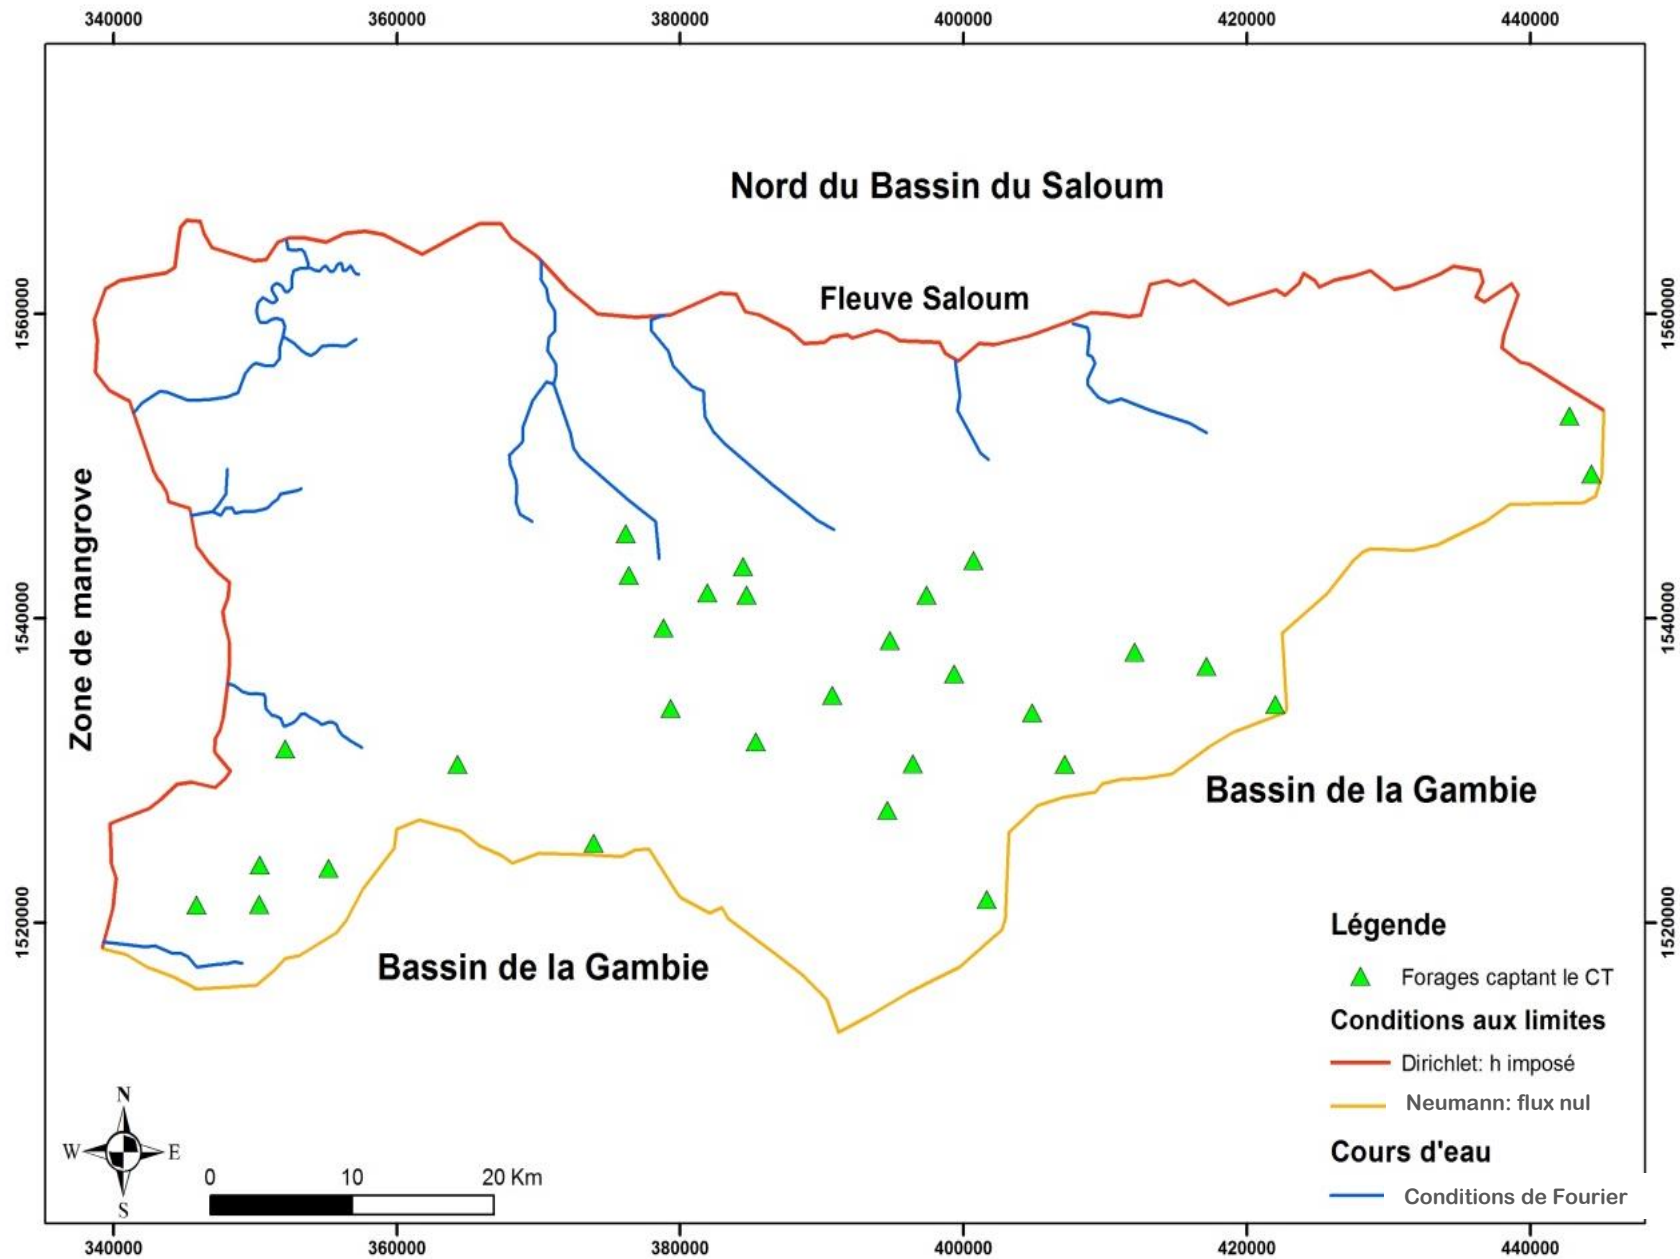 340000 360000 380000 400000 420000 440000
Nord du Bassin du Saloum
Fleuve Saloum
1560000 1560000
Zone de mangrove
1540000 1540000
Bassin de la Gambie
1520000 1520000
Bassin de la Gambie
Légende
Forages captant le CT
Conditions aux limites
Dirichlet: h imposé
Neumann: flux nul
Cours d'eau
Conditions de Fourier
N
W E
S
0 10 20 Km
340000 360000 380000 400000 420000 440000